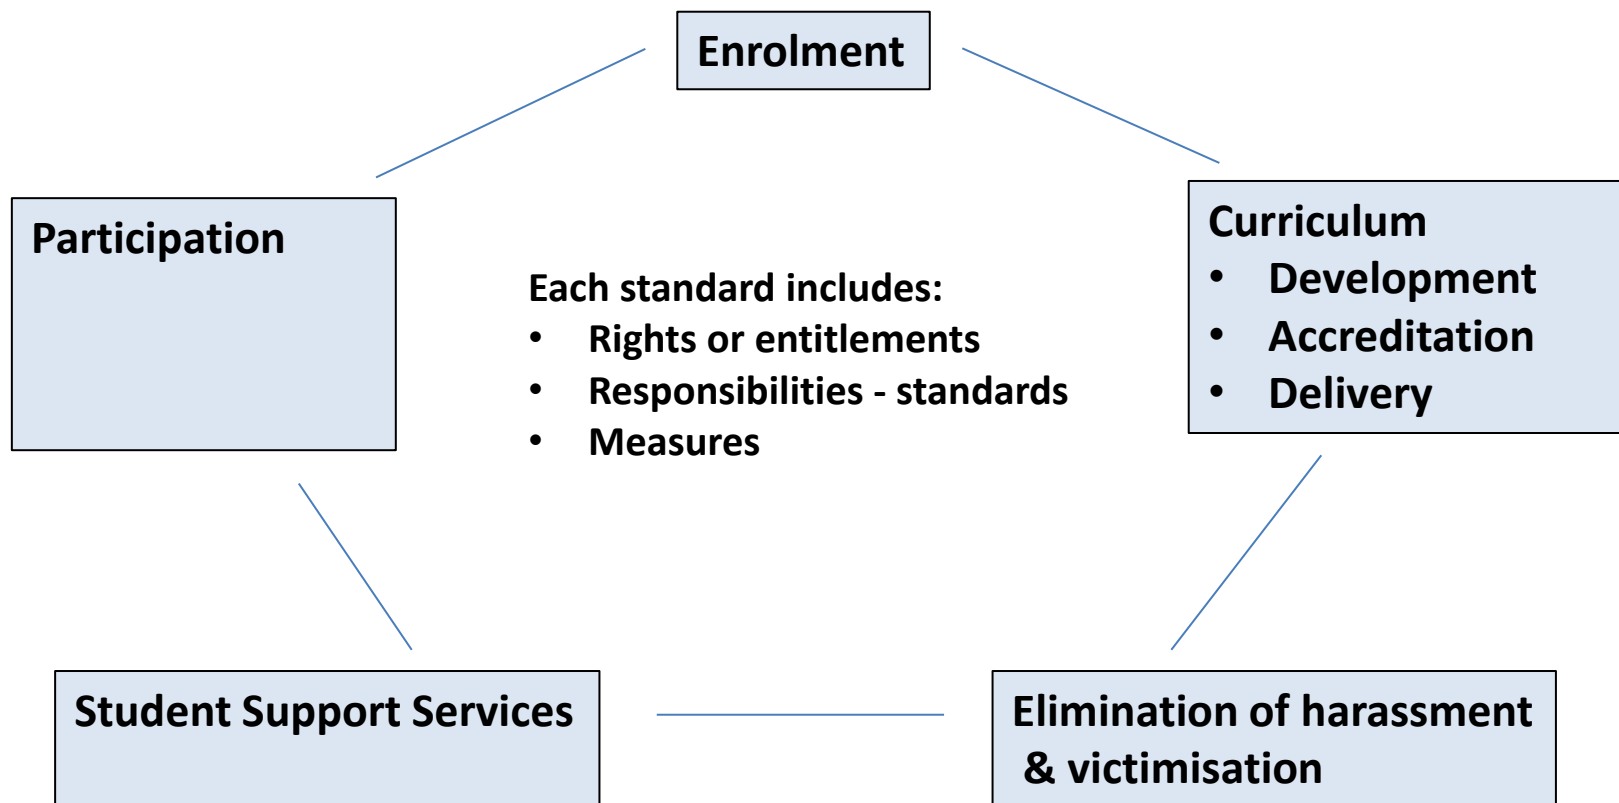 Enrolment
Participation
Curriculum
• Development
• Accreditation
• Delivery
Each standard includes:
• Rights or entitlements
• Responsibilities - standards
• Measures
Student Support Services
Elimination of harassment
& victimisation